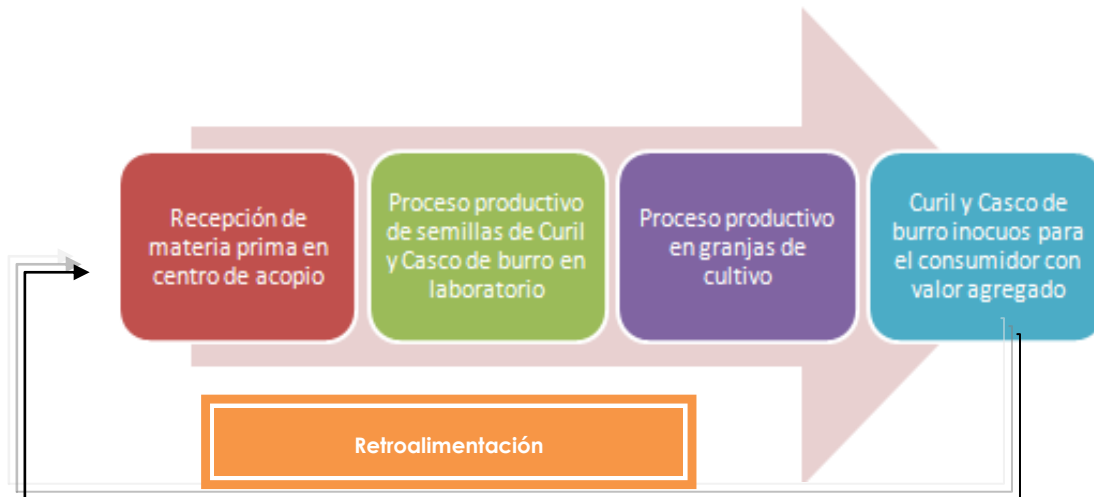 Recepción de
materia prima en
centro de acopio
Proceso productivo
de semillas de Curil
y Casco de burro en
laboratorio
Proceso productivo
en granjas de
cultivo
Curil y Casco de
burro inocuos para
el consumidor con
valor agregado
Retroalimentación